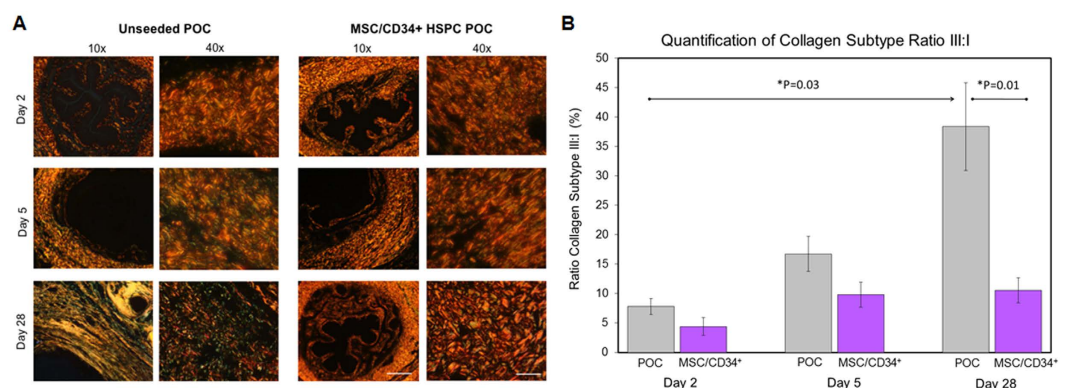 A
Unseeded POC
MSC/CD34+ HSPC POC
10x
40x
10x
40x
Day 2
Day 5
Day 28
B
Quantification of Collagen Subtype Ratio III:I
Ratio Collagen Subtype III:I (%)
50
45
40
35
30
25
20
15
10
5
0
*P=0.03
*P=0.01
POC
MSC/CD34⁺
POC
MSC/CD34⁺
POC
MSC/CD34⁺
Day 2
Day 5
Day 28